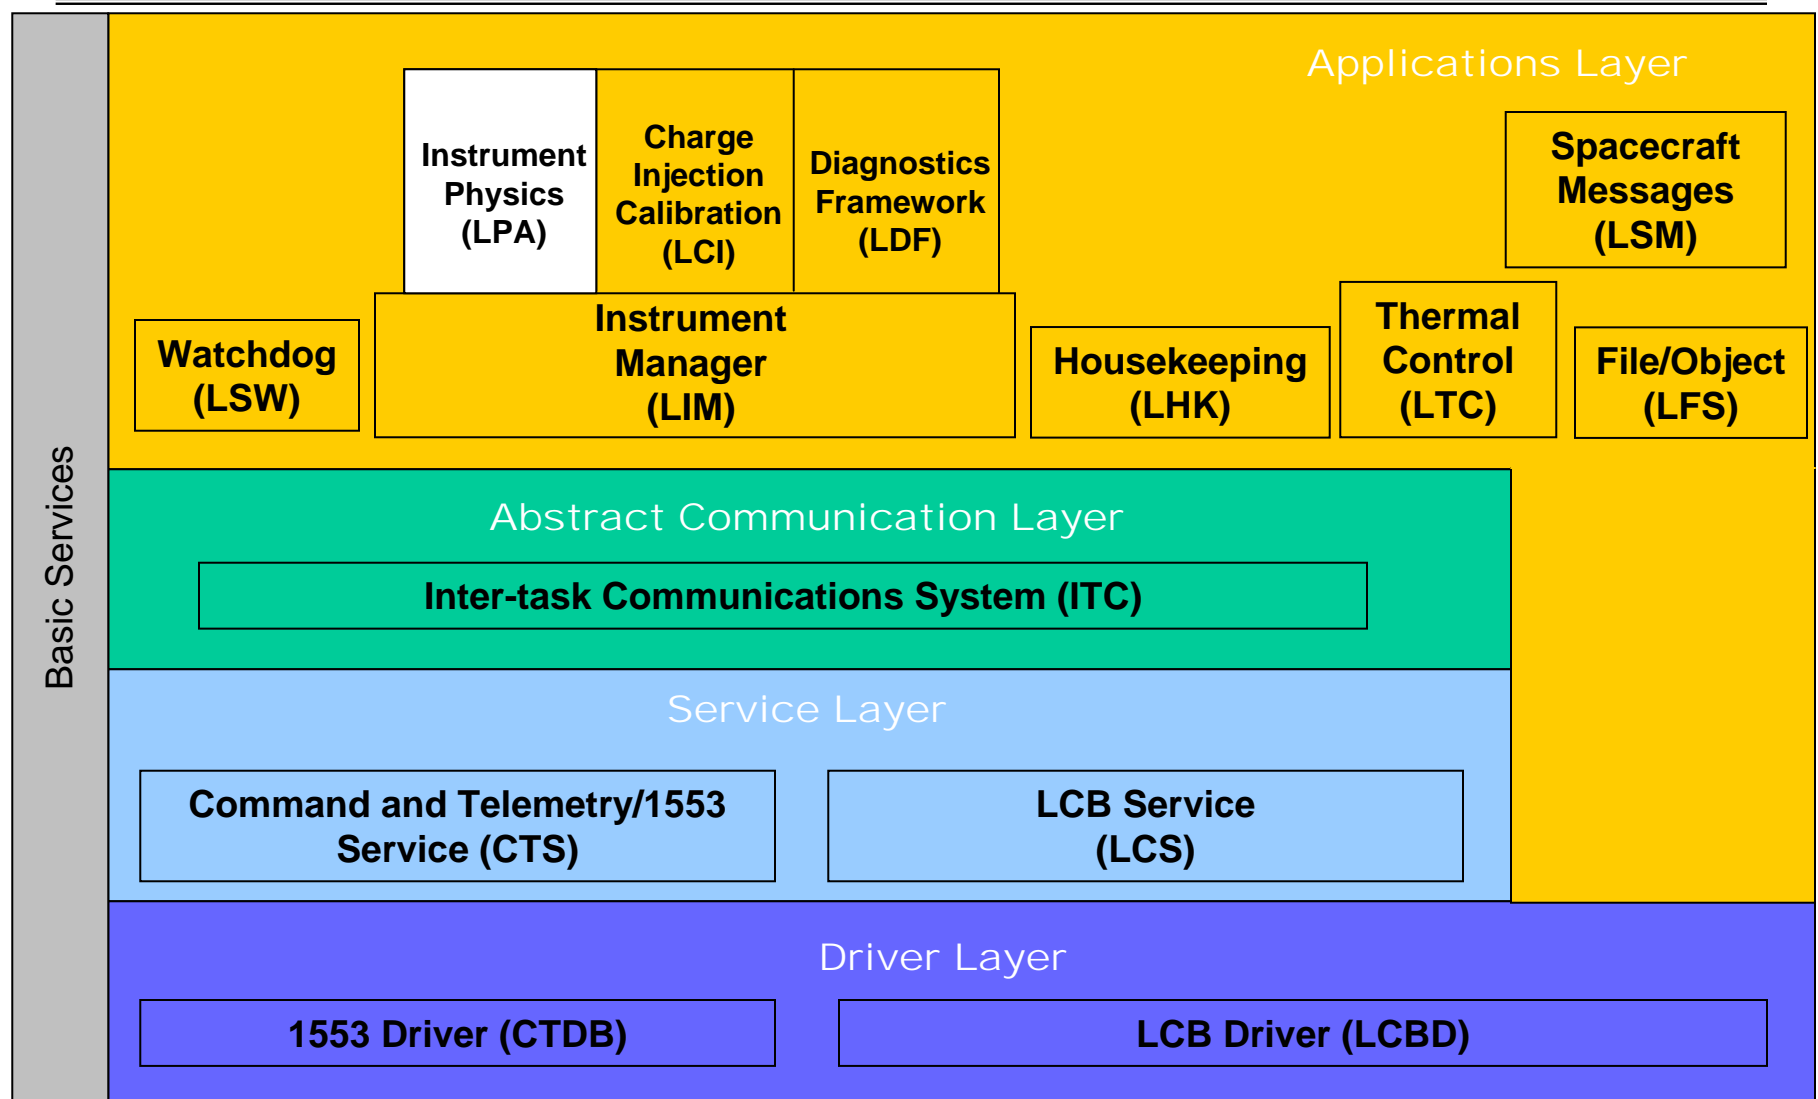 Applications Layer
Instrument
Physics
(LPA)
Charge
Injection
Calibration
(LCI)
Diagnostics
Framework
(LDF)
Spacecraft
Messages
(LSM)
Watchdog
(LSW)
Instrument
Manager
(LIM)
Housekeeping
(LHK)
Thermal
Control
(LTC)
File/Object
(LFS)
Basic Services
Abstract Communication Layer
Inter-task Communications System (ITC)
Service Layer
Command and Telemetry/1553
Service (CTS)
LCB Service
(LCS)
Driver Layer
1553 Driver (CTDB)
LCB Driver (LCBD)